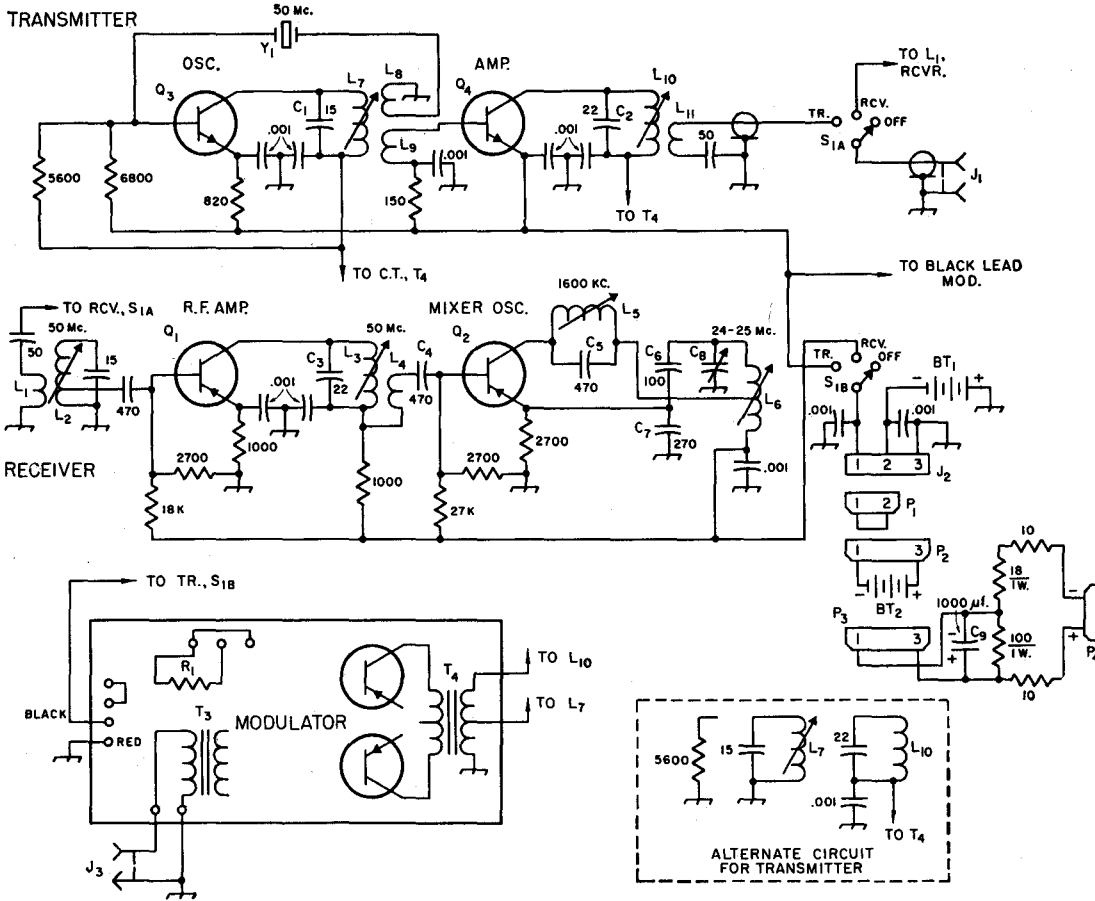 TRANSMITTER
50 Mc.
Y1
OSC.
AMP.
Q3
C1
15
L7
L8
L9
Q4
22
C2
L10
L11
TO L1,
RCVR.
TR.
RCV.
OFF
S1A
J1
.001
.001
.001
50
5600
6800
820
150
TO T4
TO C.T., T4
TO BLACK LEAD
MOD.
TO RCV., S1A
R.F. AMP.
MIXER OSC.
1600 KC.
L5
50 Mc.
50
15
L1
L2
470
Q1
C3
22
50 Mc.
L3
L4
C4
470
Q2
C5
470
C6
100
C8
24-25 Mc.
L6
C7
270
.001
.001
1000
2700
18K
1000
2700
2700
27K
RECEIVER
TR.
RCV.
OFF
S1B
BT1
- +
.001
.001
1 2 3
J2
1 2
P1
1 3
P2
- +
BT2
P3
1 3
1000 µf.
-
C9
+
10
18
1W.
100
1W.
10
-
+
TO TR., S1B
R1
BLACK
RED
T3
MODULATOR
T4
TO L10
TO L7
J3
5600
15
L7
22
L10
.001
TO T4
ALTERNATE CIRCUIT
FOR TRANSMITTER